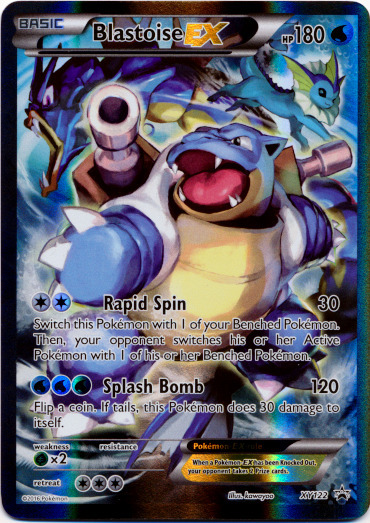 BASIC
Blastoise EX
HP180
Rapid Spin 30
Switch this Pokémon with 1 of your Benched Pokémon.
Then, your opponent switches his or her Active
Pokémon with 1 of his or her Benched Pokémon.
Splash Bomb 120
Flip a coin. If tails, this Pokémon does 30 damage to
itself.
weakness resistance
×2
retreat
Pokémon-EX rule
When a Pokémon-EX has been Knocked Out,
your opponent takes 2 Prize cards.
©2016 Pokémon
illus. kawayoo
XY122